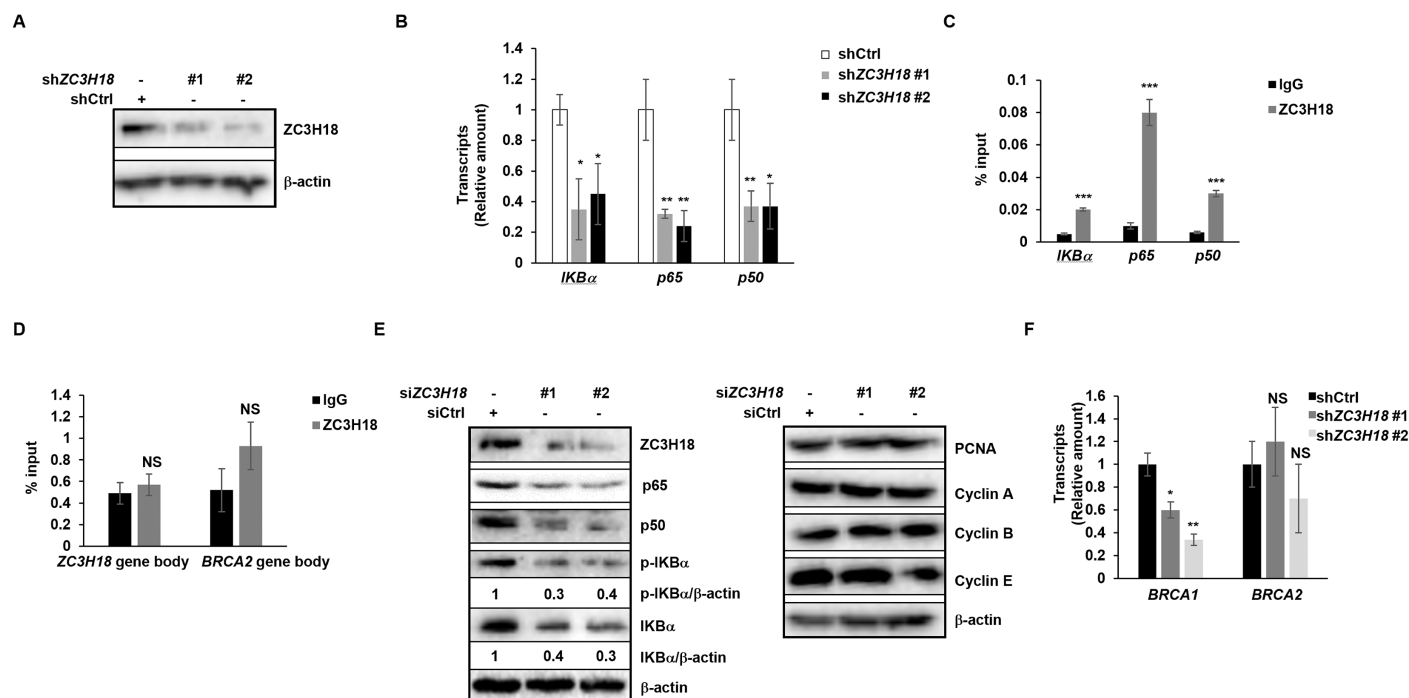 A
shZC3H18 - #1 #2
shCtrl + - -
ZC3H18
β-actin
B
Transcripts
(Relative amount)
1.4
1.2
1
0.8
0.6
0.4
0.2
0
* *
** **
** *
IKBα p65 p50
shCtrl
shZC3H18 #1
shZC3H18 #2
C
% input
0.1
0.08
0.06
0.04
0.02
0
***
***
***
IKBα p65 p50
IgG
ZC3H18
D
% input
1.4
1.2
1
0.8
0.6
0.4
0.2
0
NS
NS
ZC3H18 gene body BRCA2 gene body
IgG
ZC3H18
E
siZC3H18 - #1 #2
siCtrl + - -
ZC3H18
p65
p50
p-IKBα
1 0.3 0.4 p-IKBα/β-actin
IKBα
1 0.4 0.3 IKBα/β-actin
β-actin
siZC3H18 - #1 #2
siCtrl + - -
PCNA
Cyclin A
Cyclin B
Cyclin E
β-actin
F
Transcripts
(Relative amount)
1.6
1.4
1.2
1
0.8
0.6
0.4
0.2
0
*
**
NS
NS
BRCA1 BRCA2
shCtrl
shZC3H18 #1
shZC3H18 #2